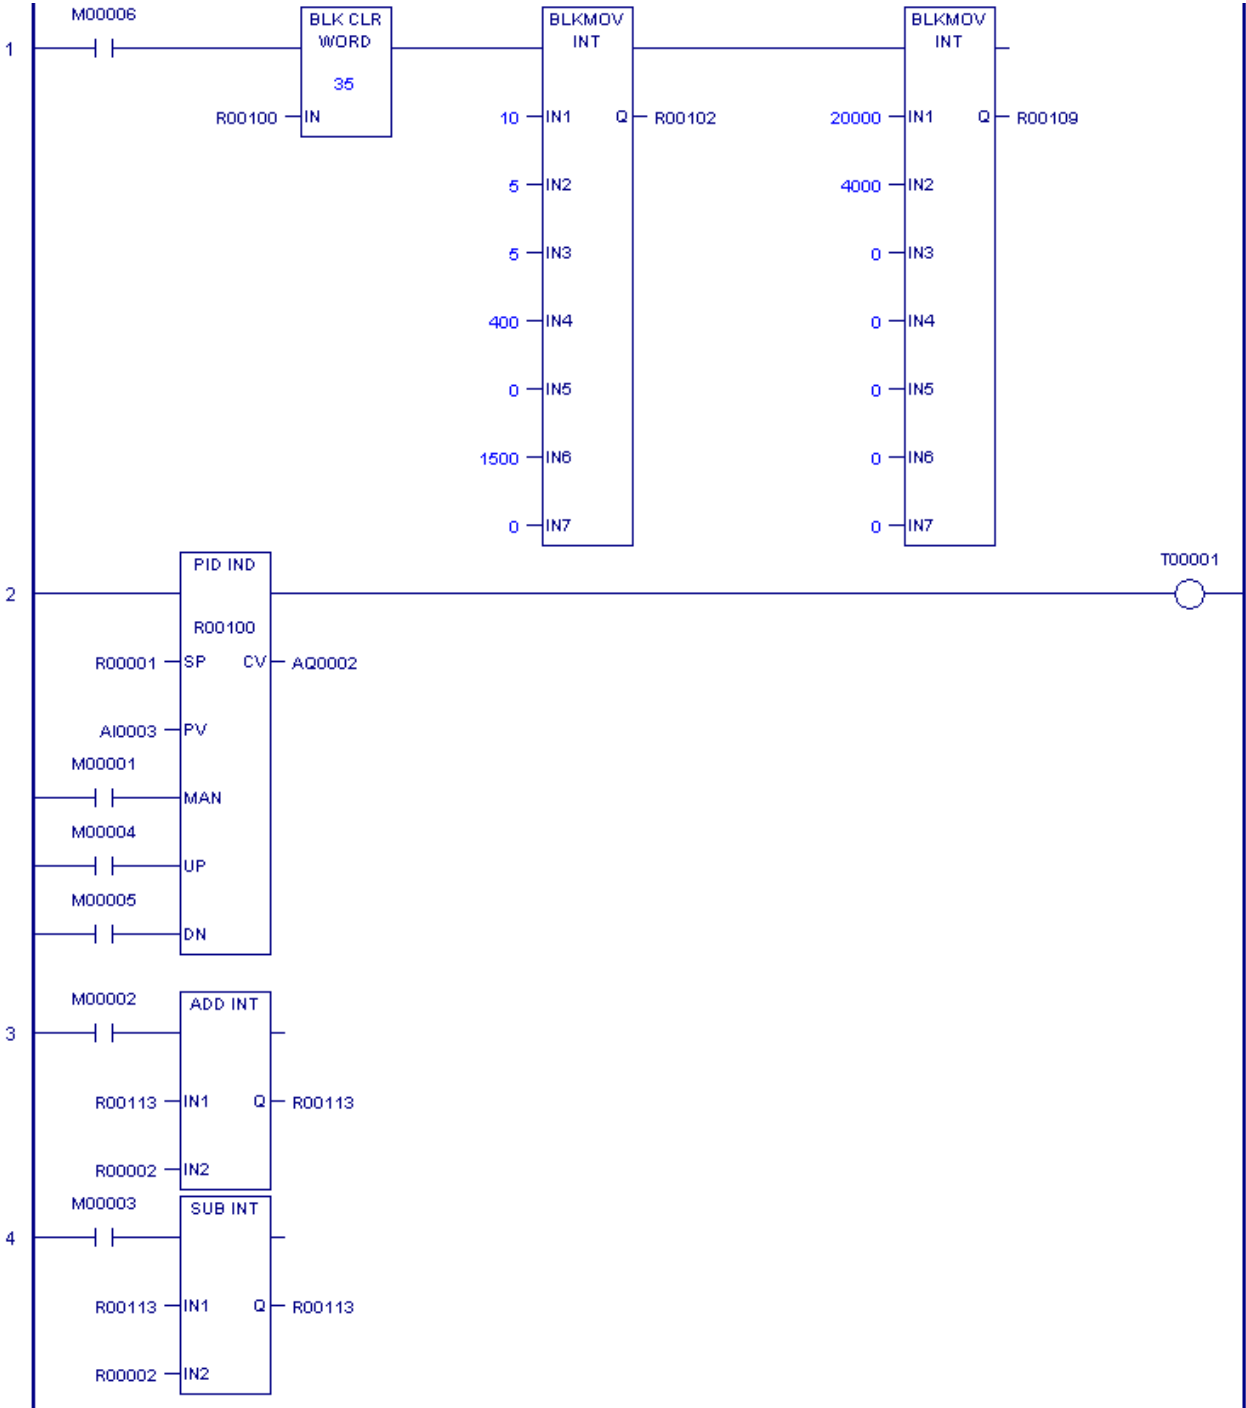 M00006
BLK CLR
WORD
35
R00100 IN
BLKMOV
INT
10 IN1 Q R00102
5 IN2
5 IN3
400 IN4
0 IN5
1500 IN6
0 IN7
BLKMOV
INT
20000 IN1 Q R00109
4000 IN2
0 IN3
0 IN4
0 IN5
0 IN6
0 IN7
1
T00001
2
PID IND
R00100
R00001 SP CV AQ0002
AI0003 PV
M00001
MAN
M00004
UP
M00005
DN
M00002
3
ADD INT
R00113 IN1 Q R00113
R00002 IN2
M00003
4
SUB INT
R00113 IN1 Q R00113
R00002 IN2